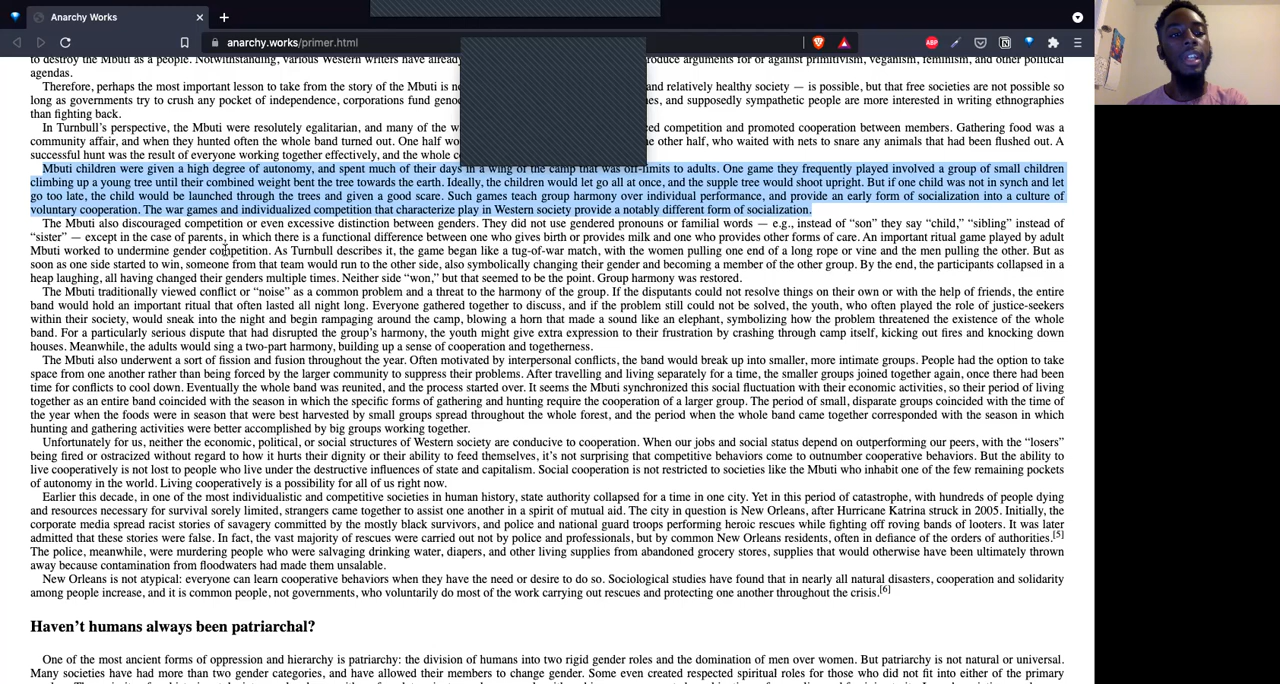 Anarchy Works
anarchy.works/primer.html
ABP
to destroy the Mbuti as a people. Notwithstanding, various Western writers have already produce arguments for or against primitivism, veganism, feminism, and other political
agendas.
Therefore, perhaps the most important lesson to take from the story of the Mbuti is and relatively healthy society — is possible, but that free societies are not possible so
long as governments try to crush any pocket of independence, corporations fund and supposedly sympathetic people are more interested in writing ethnographies
than fighting back.
In Turnbull's perspective, the Mbuti were resolutely egalitarian, and many of the competition and promoted cooperation between members. Gathering food was a
community affair, and when they hunted often the whole band turned out. One half other half, who waited with nets to snare any animals that had been flushed out. A
successful hunt was the result of everyone working together effectively, and the whole
Mbuti children were given a high degree of autonomy, and spent much of their days in a wing of the camp that was off-limits to adults. One game they frequently played involved a group of small children
climbing up a young tree until their combined weight bent the tree towards the earth. Ideally, the children would let go all at once, and the supple tree would shoot upright. But if one child was not in synch and let
go too late, the child would be launched through the trees and given a good scare. Such games teach group harmony over individual performance, and provide an early form of socialization into a culture of
voluntary cooperation. The war games and individualized competition that characterize play in Western society provide a notably different form of socialization.
The Mbuti also discouraged competition or even excessive distinction between genders. They did not use gendered pronouns or familial words — e.g., instead of “son” they say “child,” “sibling” instead of
“sister” — except in the case of parents, in which there is a functional difference between one who gives birth or provides milk and one who provides other forms of care. An important ritual game played by adult
Mbuti worked to undermine gender competition. As Turnbull describes it, the game began like a tug-of-war match, with the women pulling one end of a long rope or vine and the men pulling the other. But as
soon as one side started to win, someone from that team would run to the other side, also symbolically changing their gender and becoming a member of the other group. By the end, the participants collapsed in a
heap laughing, all having changed their genders multiple times. Neither side “won,” but that seemed to be the point. Group harmony was restored.
The Mbuti traditionally viewed conflict or “noise” as a common problem and a threat to the harmony of the group. If the disputants could not resolve things on their own or with the help of friends, the entire
band would hold an important ritual that often lasted all night long. Everyone gathered together to discuss, and if the problem still could not be solved, the youth, who often played the role of justice-seekers
within their society, would sneak into the night and begin rampaging around the camp, blowing a horn that made a sound like an elephant, symbolizing how the problem threatened the existence of the whole
band. For a particularly serious dispute that had disrupted the group's harmony, the youth might give extra expression to their frustration by crashing through camp itself, kicking out fires and knocking down
houses. Meanwhile, the adults would sing a two-part harmony, building up a sense of cooperation and togetherness.
The Mbuti also underwent a sort of fission and fusion throughout the year. Often motivated by interpersonal conflicts, the band would break up into smaller, more intimate groups. People had the option to take
space from one another rather than being forced by the larger community to suppress their problems. After travelling and living separately for a time, the smaller groups joined together again, once there had been
time for conflicts to cool down. Eventually the whole band was reunited, and the process started over. It seems the Mbuti synchronized this social fluctuation with their economic activities, so their period of living
together as an entire band coincided with the season in which the specific forms of gathering and hunting require the cooperation of a larger group. The period of small, disparate groups coincided with the time of
the year when the foods were in season that were best harvested by small groups spread throughout the whole forest, and the period when the whole band came together corresponded with the season in which
hunting and gathering activities were better accomplished by big groups working together.
Unfortunately for us, neither the economic, political, or social structures of Western society are conducive to cooperation. When our jobs and social status depend on outperforming our peers, with the “losers”
being fired or ostracized without regard to how it hurts their dignity or their ability to feed themselves, it's not surprising that competitive behaviors come to outnumber cooperative behaviors. But the ability to
live cooperatively is not lost to people who live under the destructive influences of state and capitalism. Social cooperation is not restricted to societies like the Mbuti who inhabit one of the few remaining pockets
of autonomy in the world. Living cooperatively is a possibility for all of us right now.
Earlier this decade, in one of the most individualistic and competitive societies in human history, state authority collapsed for a time in one city. Yet in this period of catastrophe, with hundreds of people dying
and resources necessary for survival sorely limited, strangers came together to assist one another in a spirit of mutual aid. The city in question is New Orleans, after Hurricane Katrina struck in 2005. Initially, the
corporate media spread racist stories of savagery committed by the mostly black survivors, and police and national guard troops performing heroic rescues while fighting off roving bands of looters. It was later
admitted that these stories were false. In fact, the vast majority of rescues were carried out not by police and professionals, but by common New Orleans residents, often in defiance of the orders of authorities.[5]
The police, meanwhile, were murdering people who were salvaging drinking water, diapers, and other living supplies from abandoned grocery stores, supplies that would otherwise have been ultimately thrown
away because contamination from floodwaters had made them unsalable.
New Orleans is not atypical: everyone can learn cooperative behaviors when they have the need or desire to do so. Sociological studies have found that in nearly all natural disasters, cooperation and solidarity
among people increase, and it is common people, not governments, who voluntarily do most of the work carrying out rescues and protecting one another throughout the crisis.[6]
Haven't humans always been patriarchal?
One of the most ancient forms of oppression and hierarchy is patriarchy: the division of humans into two rigid gender roles and the domination of men over women. But patriarchy is not natural or universal.
Many societies have had more than two gender categories, and have allowed their members to change gender. Some even created respected spiritual roles for those who did not fit into either of the primary